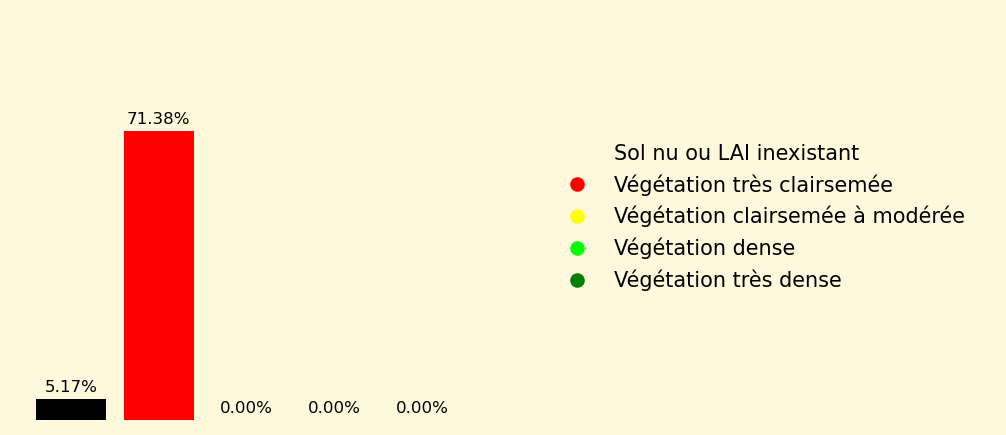 71.38%
5.17%
0.00%
0.00%
0.00%
Sol nu ou LAI inexistant
Végétation très clairsemée
Végétation clairsemée à modérée
Végétation dense
Végétation très dense